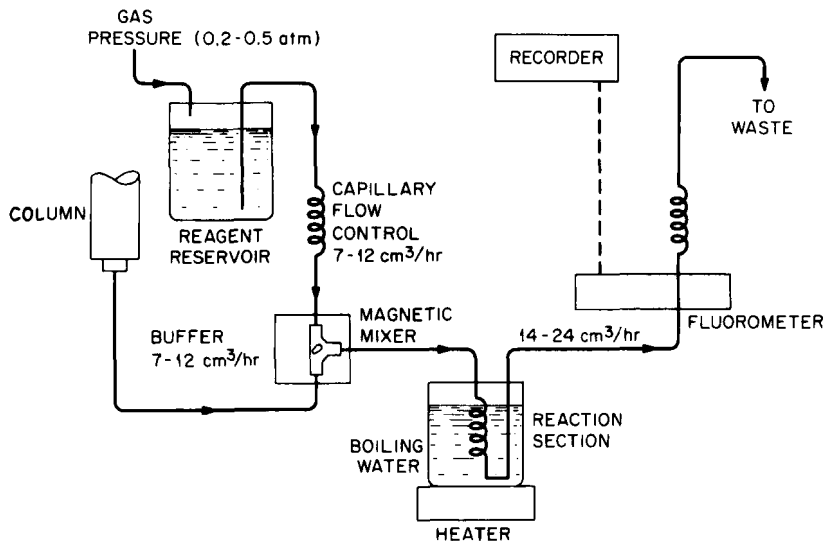 GAS
PRESSURE (0.2-0.5 atm)
RECORDER
TO
WASTE
COLUMN
REAGENT
RESERVOIR
CAPILLARY
FLOW
CONTROL
7-12 cm³/hr
MAGNETIC
MIXER
BUFFER
7-12 cm³/hr
14-24 cm³/hr
FLUOROMETER
BOILING
WATER
REACTION
SECTION
HEATER